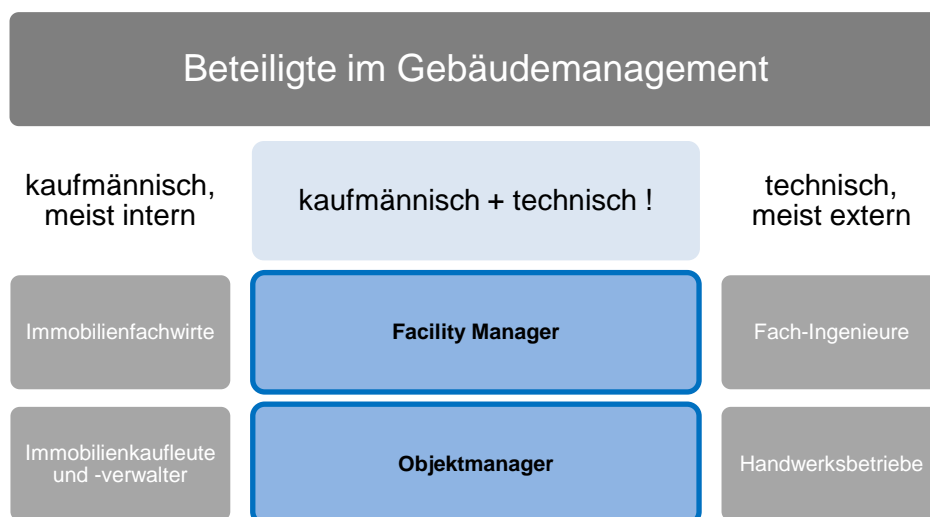 Beteiligte im Gebäudemanagement
kaufmännisch,
meist intern
kaufmännisch + technisch !
technisch,
meist extern
Immobilienfachwirte
Facility Manager
Fach-Ingenieure
Immobilienkaufleute
und -verwalter
Objektmanager
Handwerksbetriebe